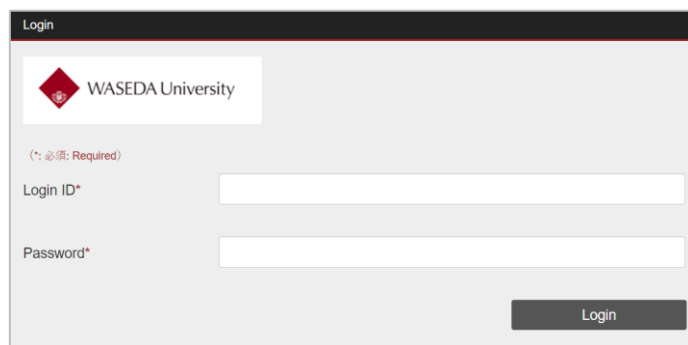 Login
WASEDA University
(*: 必須: Required)
Login ID*
Password*
Login